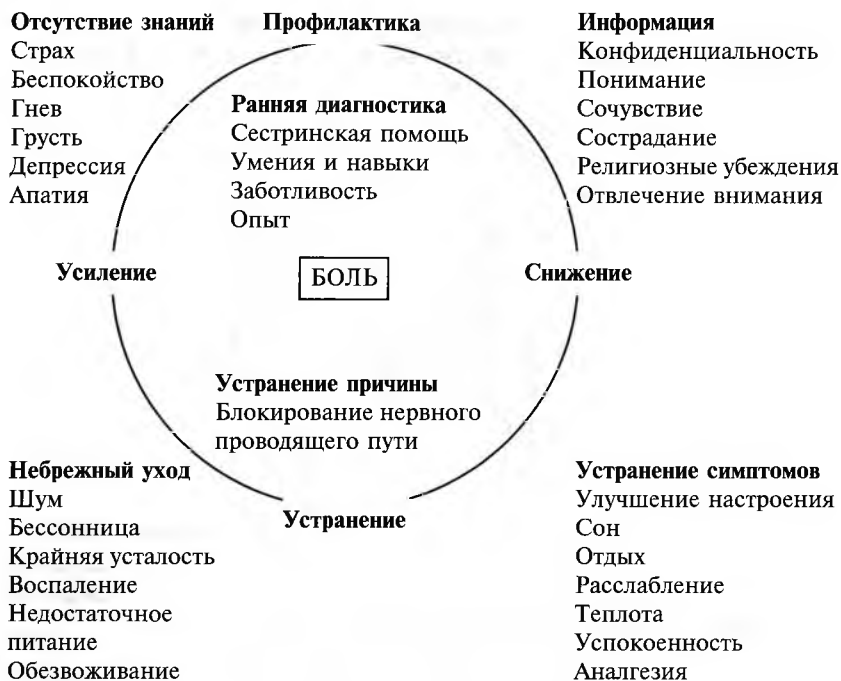 Отсутствие знаний
Страх
Беспокойство
Гнев
Грусть
Депрессия
Апатия
Профилактика
Информация
Конфиденциальность
Понимание
Сочувствие
Сострадание
Религиозные убеждения
Отвлечение внимания
Ранняя диагностика
Сестринская помощь
Умения и навыки
Заботливость
Опыт
Усиление
БОЛЬ
Снижение
Устранение причины
Блокирование нервного
проводящего пути
Небрежный уход
Шум
Бессонница
Крайняя усталость
Воспаление
Недостаточное
питание
Обезвоживание
Устранение
Устранение симптомов
Улучшение настроения
Сон
Отдых
Расслабление
Теплота
Успокоенность
Аналгезия